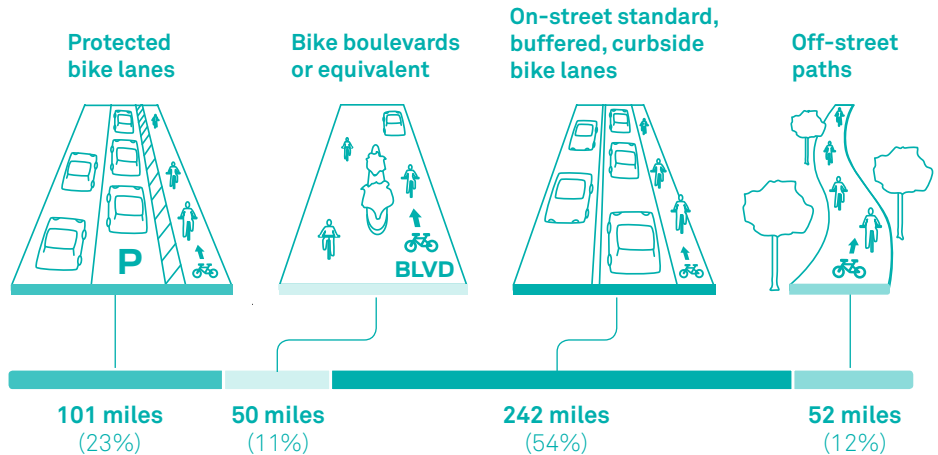 Protected
bike lanes
Bike boulevards
or equivalent
On-street standard,
buffered, curbside
bike lanes
Off-street
paths
P
BLVD
101 miles
(23%)
50 miles
(11%)
242 miles
(54%)
52 miles
(12%)